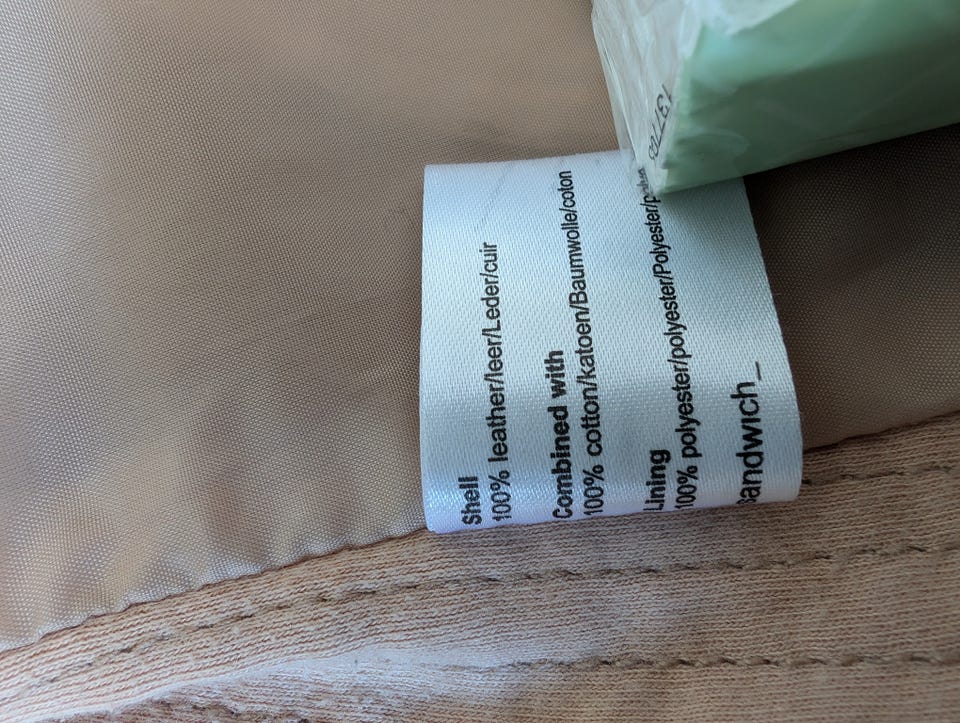 Shell
100% leather/leer/Leder/cuir
Combined with
100% cotton/katoen/Baumwolle/coton
Lining
100% polyester/polyester/Polyester/
Sandwich_